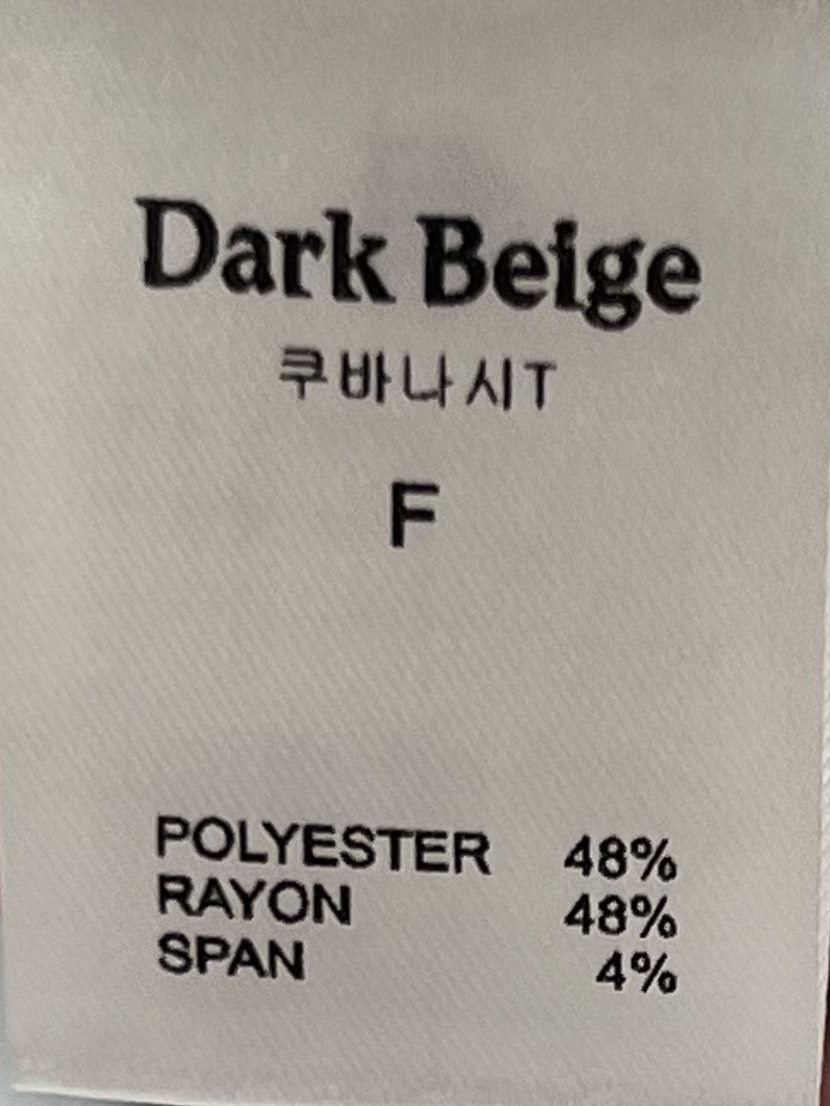 Dark Beige
쿠바나시T
F
POLYESTER 48%
RAYON 48%
SPAN 4%